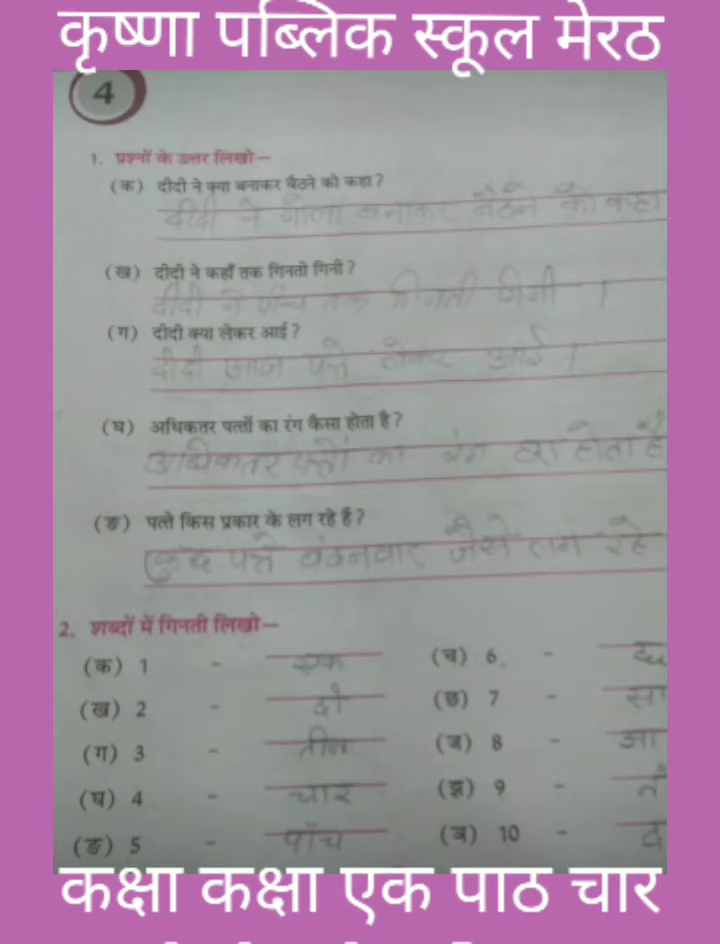 कृष्णा पब्लिक स्कूल मेरठ
4
1. प्रश्नों के उत्तर लिखो—
(क) दीदी ने क्या बनाकर बैठने को कहा?
दीदी ने गोला बनाकर बैठने को कहा
(ख) दीदी ने कहाँ तक गिनती गिनी?
दीदी ने पाँच तक गिनती गिनी ।
(ग) दीदी क्या लेकर आई?
दीदी आज पत्ते लेकर आई ।
(घ) अधिकतर पत्तों का रंग कैसा होता है?
अधिकतर पत्तों का रंग हरा होता है
(ङ) पत्ते किस प्रकार के लग रहे हैं?
कुछ पत्ते बंदनवार जैसे लग रहे
2. शब्दों में गिनती लिखो—
(क) 1 - एक (च) 6. -
(ख) 2 - दो (छ) 7 - सा
(ग) 3 - तीन (ज) 8 - आ
(घ) 4 - चार (झ) 9 - नौ
(ङ) 5 - पाँच (ञ) 10 - द
कक्षा कक्षा एक पाठ चार